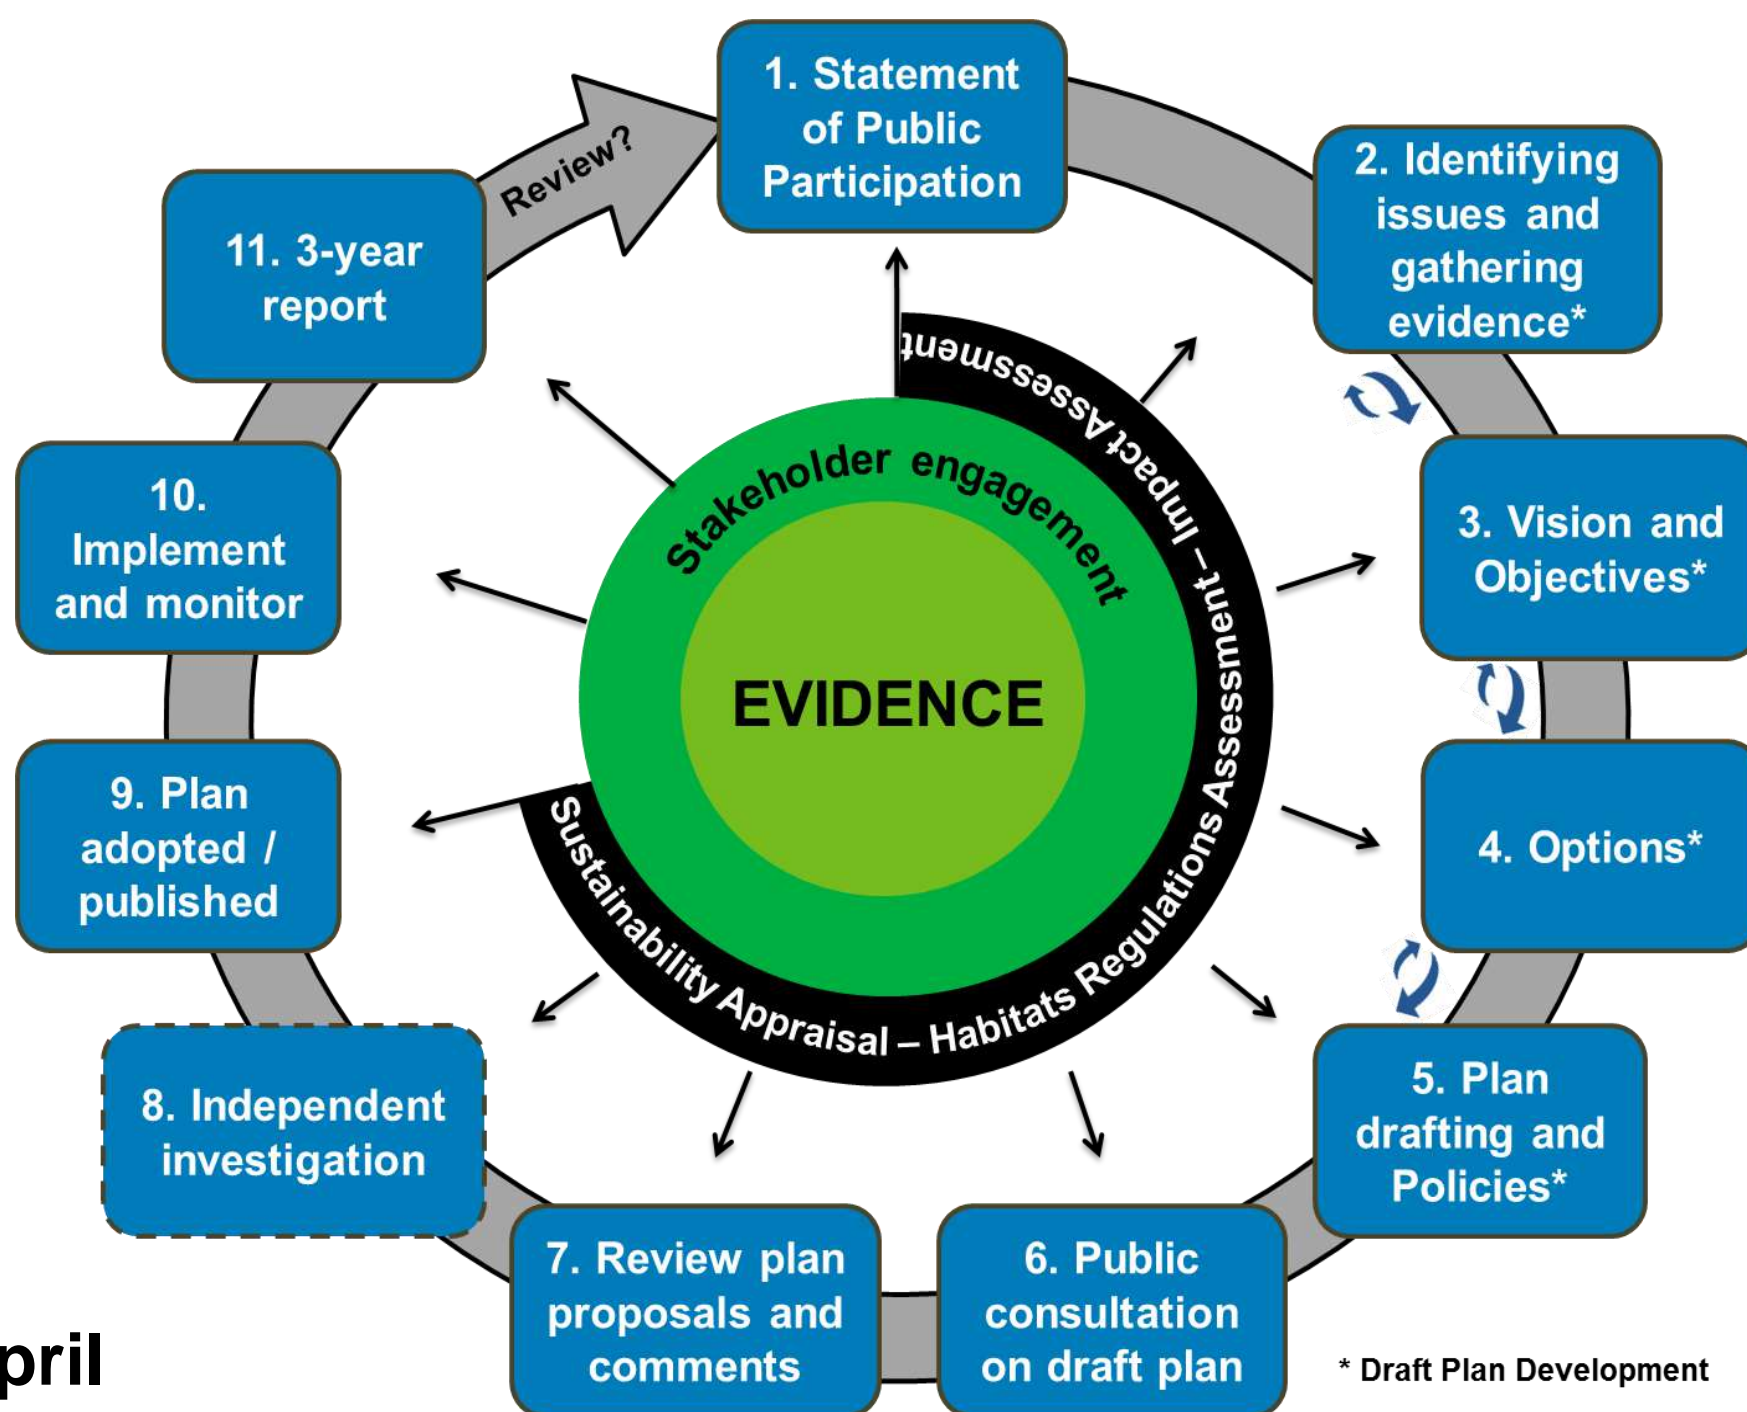 1. Statement
of Public
Participation
2. Identifying
issues and
gathering
evidence*
3. Vision and
Objectives*
4. Options*
5. Plan
drafting and
Policies*
6. Public
consultation
on draft plan
7. Review plan
proposals and
comments
8. Independent
investigation
9. Plan
adopted /
published
10.
Implement
and monitor
11. 3-year
report
Review?
Stakeholder engagement
EVIDENCE
Sustainability Appraisal – Habitats Regulations Assessment – Impact Assessment
pril
* Draft Plan Development